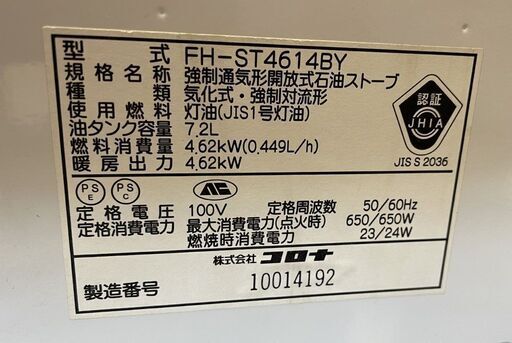 型式 FH-ST4614BY
規格名称 強制通気形開放式石油ストーブ
種類 気化式・強制対流形
使用燃料 灯油(JIS1号灯油)
油タンク容量 7.2L
燃料消費量 4.62kW(0.449L/h)
暖房出力 4.62kW
認証
JHIA
JIS S 2036
PS E PS C
定格電圧 100V 定格周波数 50/60Hz
定格消費電力 最大消費電力(点火時) 650/650W
燃焼時消費電力 23/24W
株式会社コロナ
製造番号 10014192